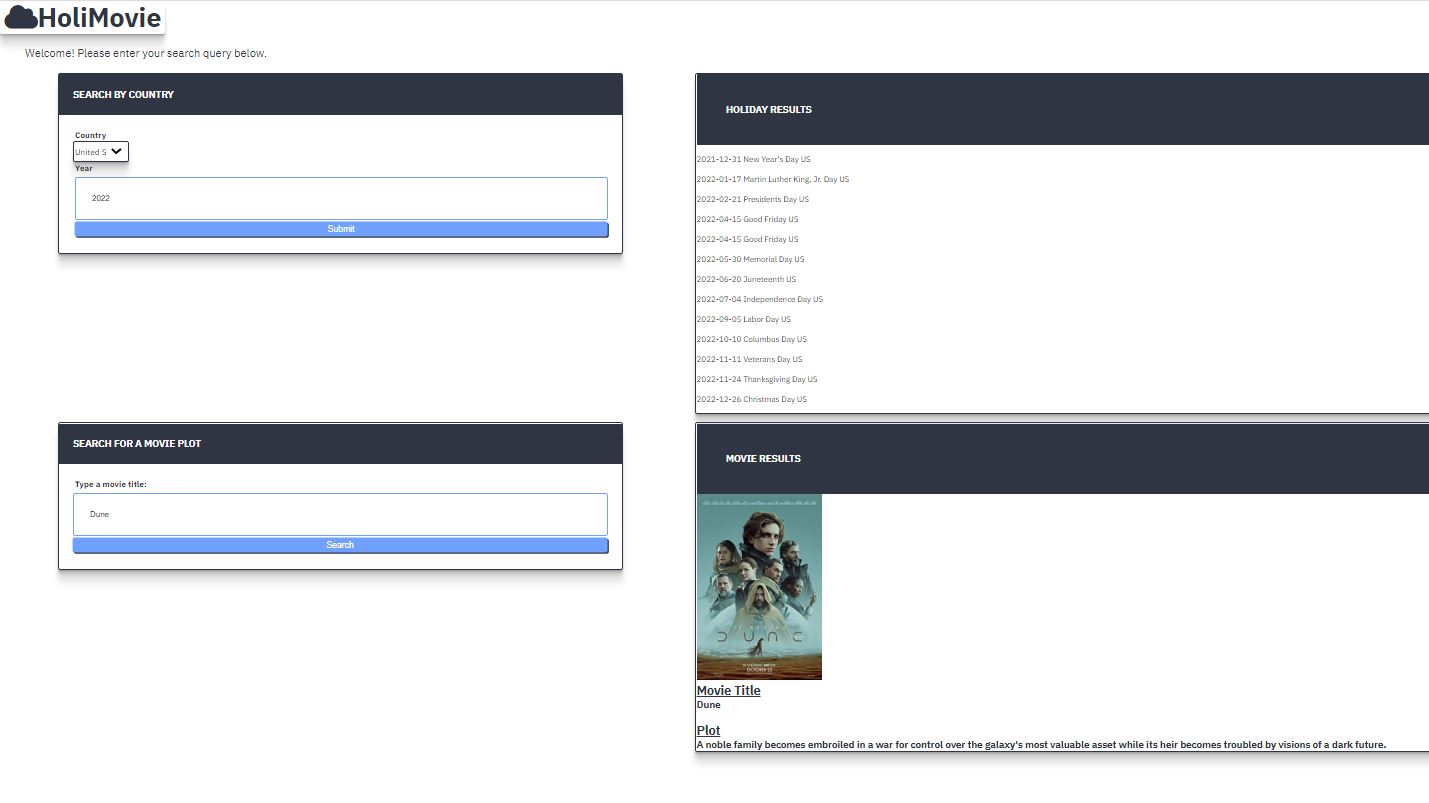 HoliMovie
Welcome! Please enter your search query below.
SEARCH BY COUNTRY
Country
United S
Year
2022
Submit
HOLIDAY RESULTS
2021-12-31 New Year's Day US
2022-01-17 Martin Luther King, Jr. Day US
2022-02-21 Presidents Day US
2022-04-15 Good Friday US
2022-04-15 Good Friday US
2022-05-30 Memorial Day US
2022-06-20 Juneteenth US
2022-07-04 Independence Day US
2022-09-05 Labor Day US
2022-10-10 Columbus Day US
2022-11-11 Veterans Day US
2022-11-24 Thanksgiving Day US
2022-12-26 Christmas Day US
SEARCH FOR A MOVIE PLOT
Type a movie title:
Dune
Search
MOVIE RESULTS
DUNE
OCTOBER 22
Movie Title
Dune
Plot
A noble family becomes embroiled in a war for control over the galaxy's most valuable asset while its heir becomes troubled by visions of a dark future.